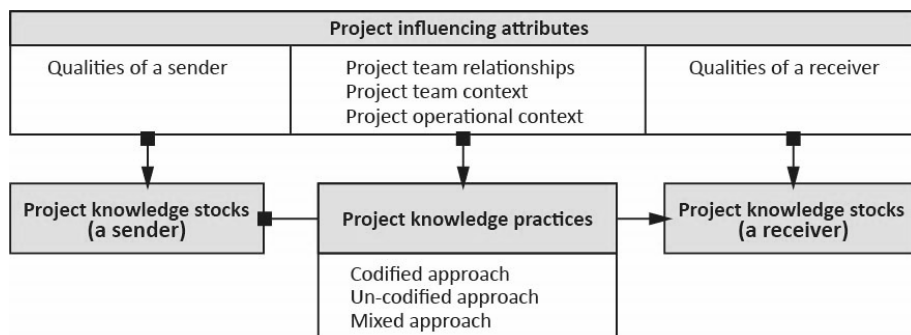 Project influencing attributes
Qualities of a sender
Project team relationships
Project team context
Project operational context
Qualities of a receiver
Project knowledge stocks
(a sender)
Project knowledge practices
Codified approach
Un-codified approach
Mixed approach
Project knowledge stocks
(a receiver)